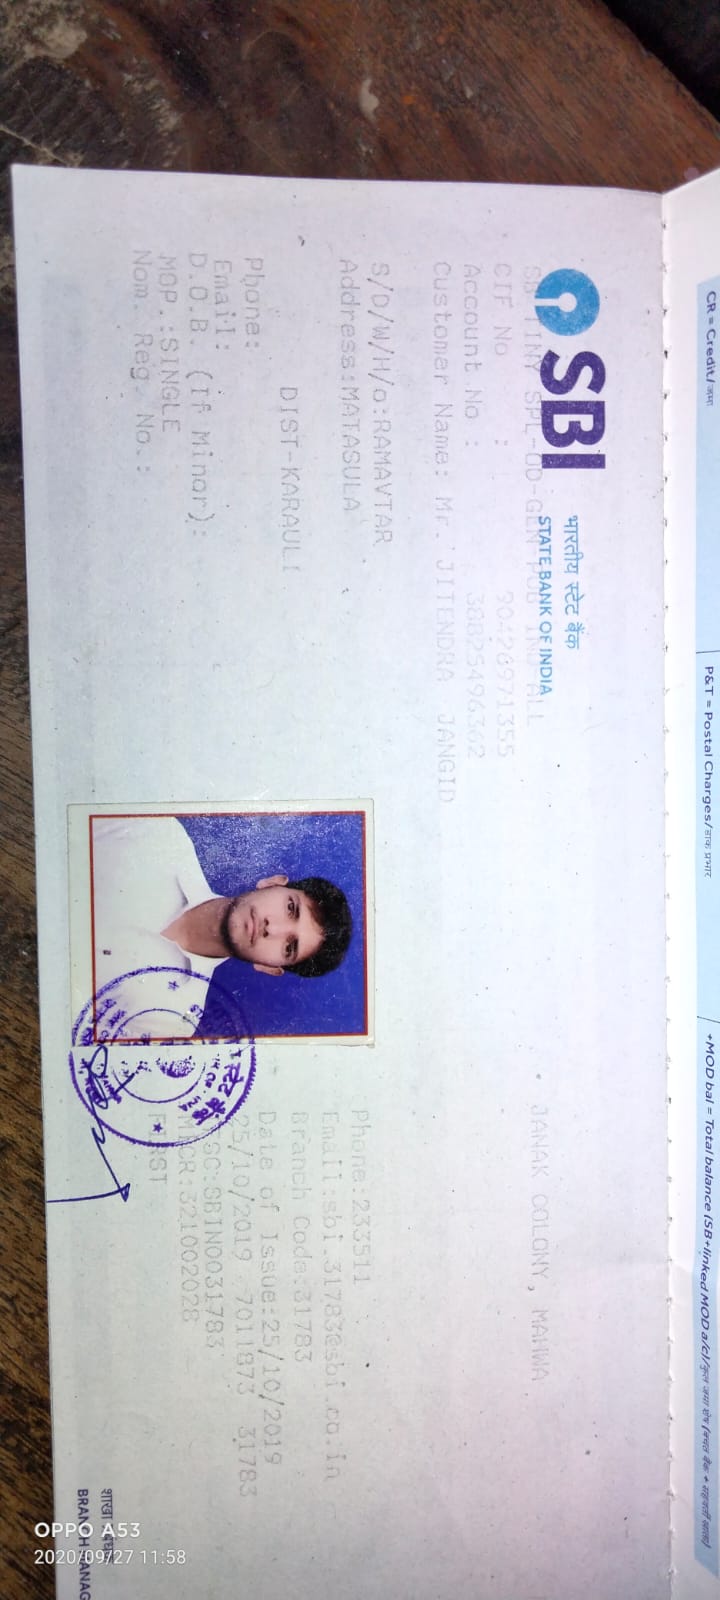 CR = Credit/जमा
P&T = Postal Charges/डाक प्रभार
+MOD bal = Total balance (SB+linked MOD a/c)/कुल जमा शेष (बचत बैंक + सहबद्ध खाता)
SBI
भारतीय स्टेट बैंक
STATE BANK OF INDIA
SPL-OD-GEN-PUB IND-ALL
JANAK COLONY, MAHWA
CIF No : 90426971355
Account No : 38825496362
Customer Name: Mr. JITENDRA JANGID
S/D/W/H/o:RAMAVTAR
Address:MATASULA
DIST-KARAULI
Phone:
Email:
D.O.B. (If Minor):
MOP.:SINGLE
Nom. Reg. No.:
Phone:233511
Email:sbi.31783@sbi.co.in
Branch Code:31783
Date of Issue:25/10/2019
25/10/2019 7011873 31783
IFSC:SBIN0031783
MICR:321002028
FIRST
शाखा
BRANCH MANAG
OPPO A53
2020/09/27 11:58